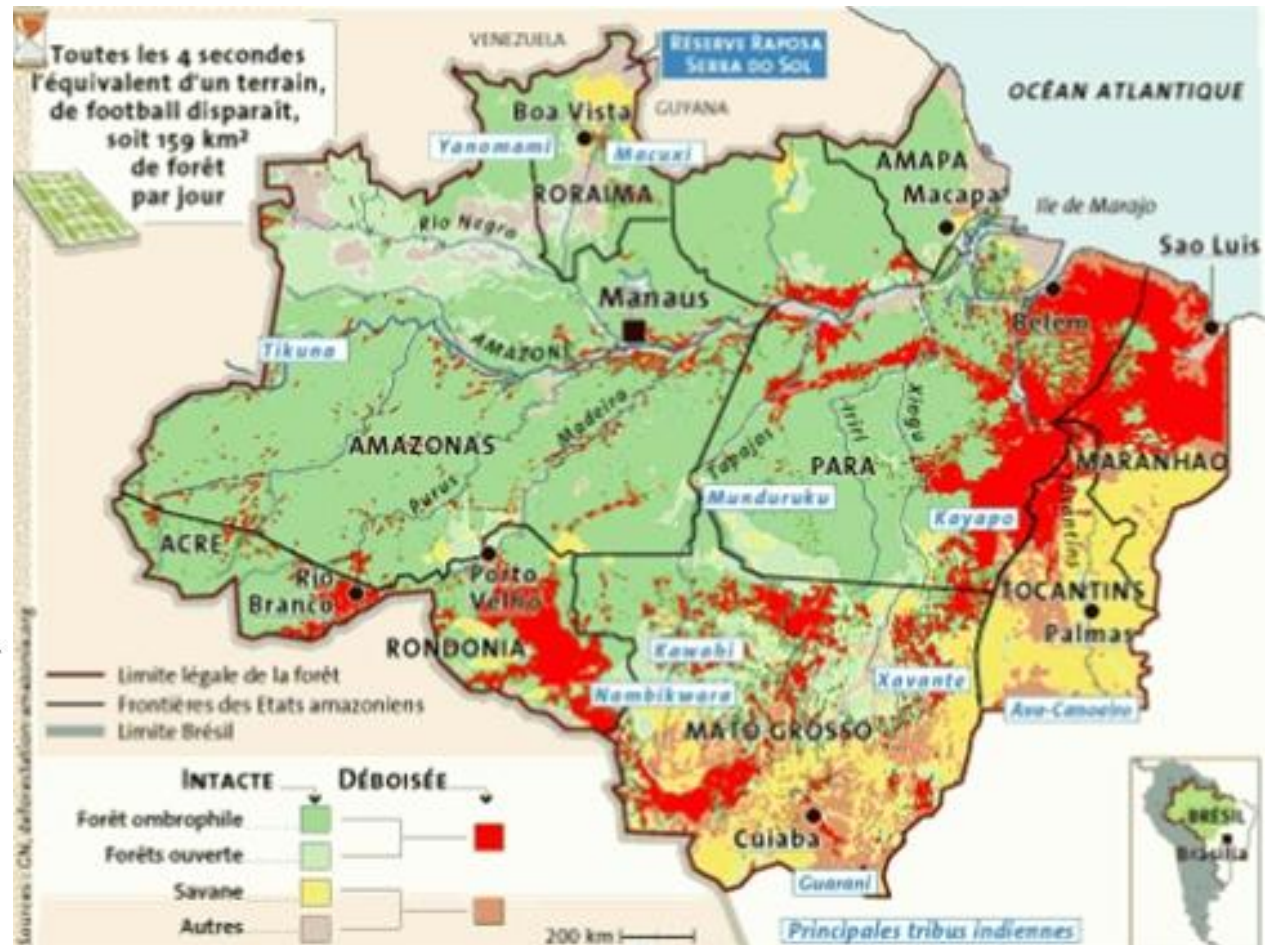 Toutes les 4 secondes
l'équivalent d'un terrain,
de football disparaît,
soit 159 km²
de forêt
par jour
VENEZUELA
RÉSERVE RAPOSA
SERRA DO SOL
GUYANA
OCÉAN ATLANTIQUE
Boa Vista
Yanomami
Macuxi
RORAIMA
AMAPA
Macapa
Ile de Marajo
Sao Luis
Rio Negro
Manaus
Belem
Tikuna
AMAZONE
Madeira
AMAZONAS
Purus
Tapajos
Iriri
Xingu
PARA
MARANHAO
Munduruku
Kayapo
Tocantins
ACRE
Rio
Branco
Porto
Velho
TOCANTINS
Palmas
RONDONIA
Kawahi
Nambikwara
Xavante
Ava-Canoeiro
MATO GROSSO
Cuiaba
Guarani
Limite légale de la forêt
Frontières des Etats amazoniens
Limite Brésil
INTACTE
DÉBOISÉE
Forêt ombrophile
Forêts ouverte
Savane
Autres
200 km
Principales tribus indiennes
BRÉSIL
Brasilia